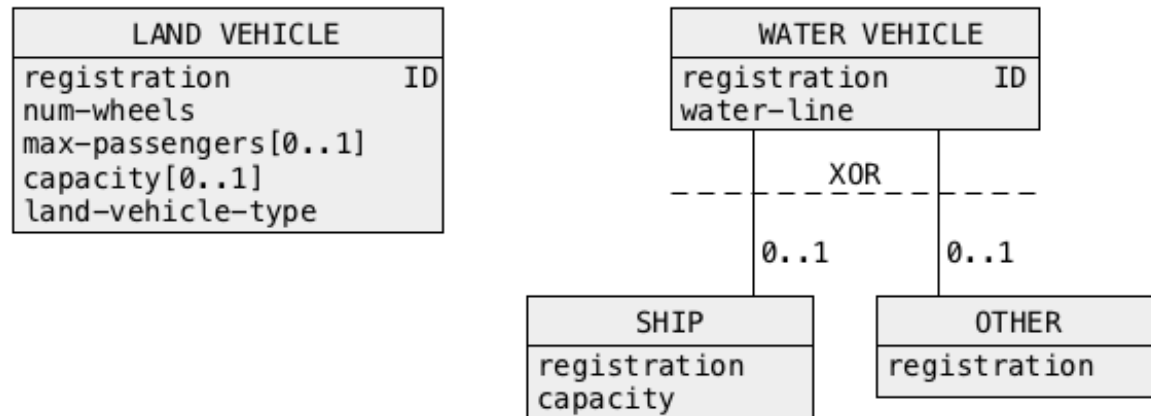 LAND VEHICLE
registration ID
num-wheels
max-passengers[0..1]
capacity[0..1]
land-vehicle-type
WATER VEHICLE
registration ID
water-line
XOR
0..1
0..1
SHIP
registration
capacity
OTHER
registration